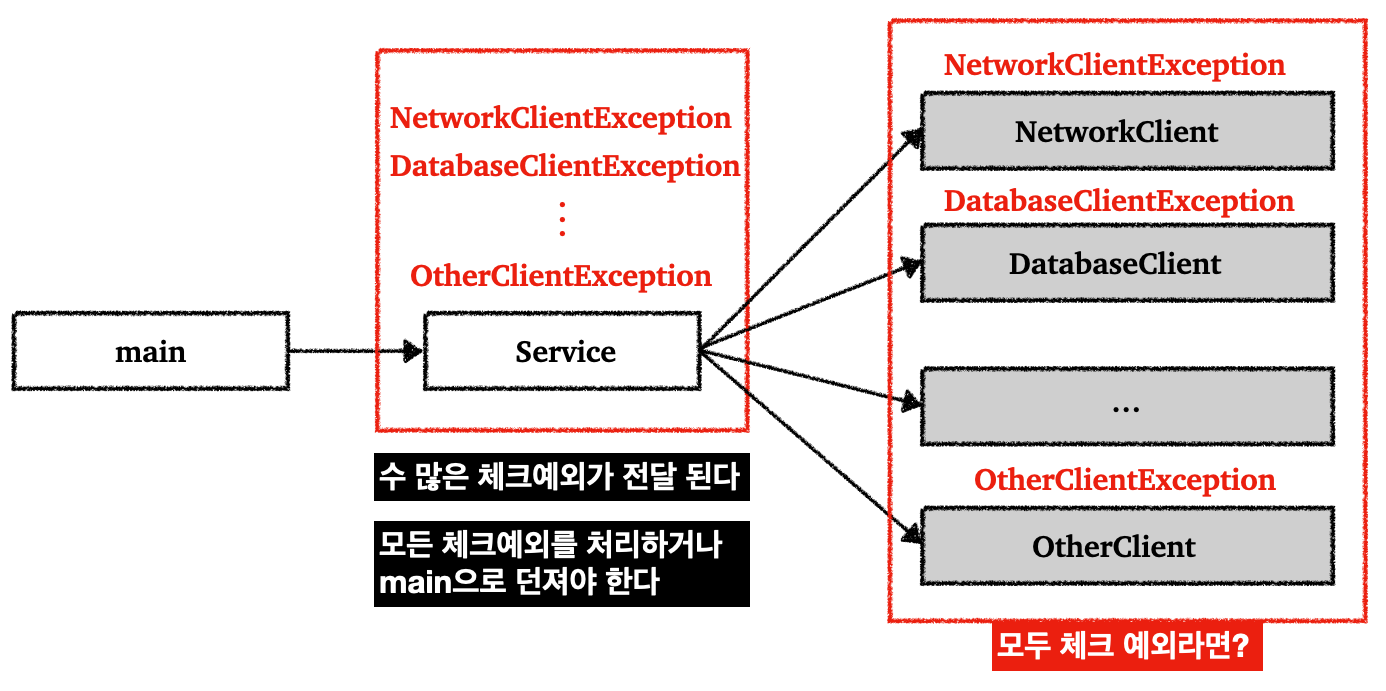 NetworkClientException
DatabaseClientException
⋮
OtherClientException
main
Service
수 많은 체크예외가 전달 된다
모든 체크예외를 처리하거나
main으로 던져야 한다
NetworkClientException
NetworkClient
DatabaseClientException
DatabaseClient
...
OtherClientException
OtherClient
모두 체크 예외라면?